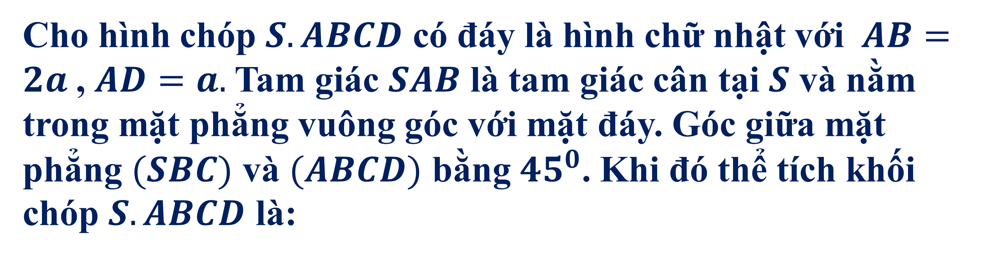 Cho hình chóp S. ABCD có đáy là hình chữ nhật với AB =
2a , AD = a. Tam giác SAB là tam giác cân tại S và nằm
trong mặt phẳng vuông góc với mặt đáy. Góc giữa mặt
phẳng (SBC) và (ABCD) bằng 45⁰. Khi đó thể tích khối
chóp S. ABCD là: